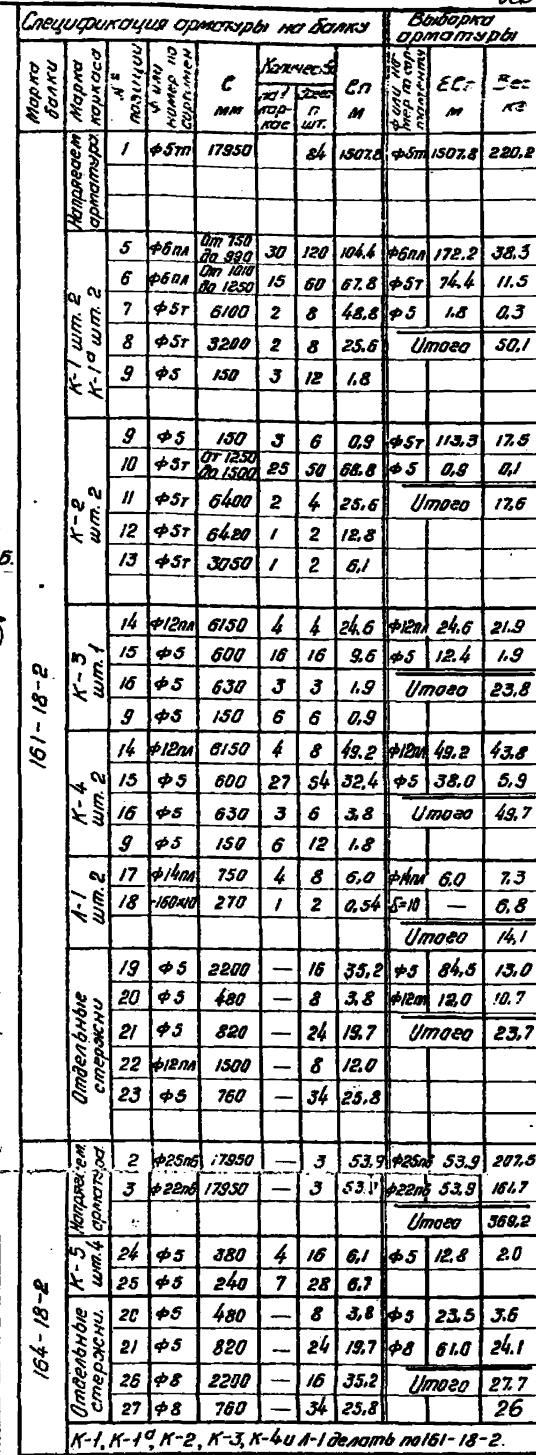 Спецификация арматуры на балку | Выборка арматуры
Марка балки | Марка каркаса | № позиции | ф или номер по сортимен | ℓ мм | Количество на 1 каркас | Всего п шт. | ℓп м | ф или номер по сортаменту | Σℓп м | Вес кг
161-18-2
Напрягаем арматура
1 ф5т 17950 84 1507.8 ф5т 1507.8 220.2
К-1 шт. 2
К-1ª шт. 2
5 ф6пл От 750 до 990 30 120 104.4 ф6пл 172.2 38.3
6 ф6пл От 1010 до 1250 15 60 67.8 ф5т 74.4 11.5
7 ф5т 6100 2 8 48.8 ф5 1.8 0,3
8 ф5т 3200 2 8 25.6 Итого 50,1
9 ф5 150 3 12 1.8
К-2 шт. 2
9 ф5 150 3 6 0,9 ф5т 113,3 17.5
10 ф5т От 1250 до 1500 25 50 68.8 ф5 0,9 0,1
11 ф5т 6400 2 4 25.6 Итого 17,6
12 ф5т 6420 1 2 12.8
13 ф5т 3050 1 2 6,1
К-3 шт. 1
14 ф12пл 6150 4 4 24.6 ф12пл 24.6 21.9
15 ф5 600 16 16 9.6 ф5 12.4 1.9
16 ф5 630 3 3 1.9 Итого 23,8
9 ф5 150 6 6 0,9
К-4 шт. 2
14 ф12пл 6150 4 8 49.2 ф12пл 49.2 43.8
15 ф5 600 27 54 32,4 ф5 38.0 5.9
16 ф5 630 3 6 3,8 Итого 49.7
9 ф5 150 6 12 1.8
Л-1 шт. 2
17 ф14пл 750 4 8 6,0 ф14пл 6.0 7.3
18 -160×10 270 1 2 0,54 δ=10 — 6,8
Итого 14,1
Отдельные стержни
19 ф5 2200 — 16 35,2 ф5 84,5 13,0
20 ф5 480 — 8 3,8 ф12пл 12,0 10.7
21 ф5 820 — 24 19.7 Итого 23,7
22 ф12пл 1500 — 8 12.0
23 ф5 760 — 34 25,8
164-18-2
Напрягаем. арматура
2 ф25пб 17950 — 3 53.9 ф25пб 53.9 207,5
3 ф22пб 17950 — 3 ф22пб 53.9 161.7
Итого 369.2
К-5 шт. 4
24 ф5 380 4 16 6,1 ф5 12,8 2.0
25 ф5 240 7 28 6.7
Отдельные стержни.
20 ф5 480 — 8 3,8 ф5 23.5 3.6
21 ф5 820 — 24 19,7 ф8 61.0 24.1
26 ф8 2200 — 16 35.2 Итого 27.7
27 ф8 760 — 34 25.8 26
К-1, К-1ª, К-2, К-3, К-4 и Л-1 делать по 161-18-2.